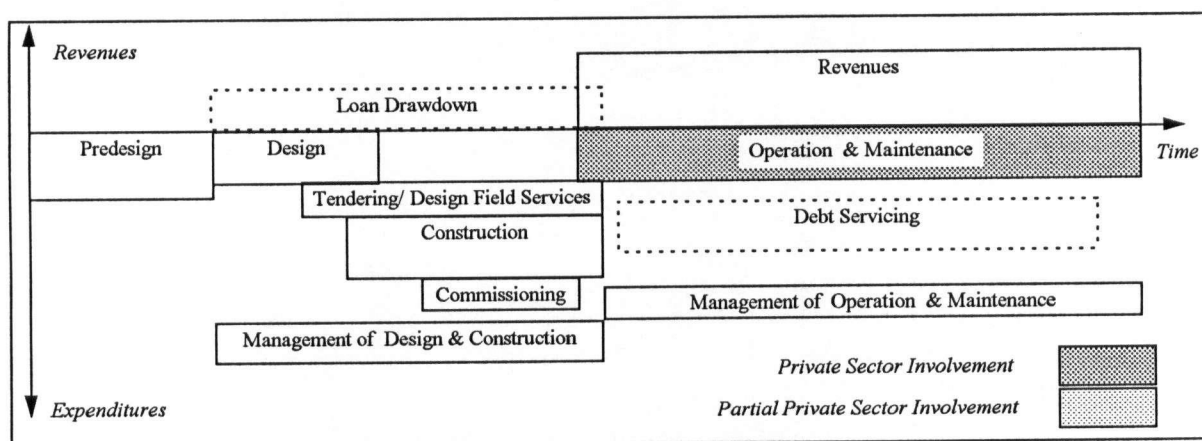 Revenues
Revenues
Loan Drawdown
Predesign
Design
Operation & Maintenance
Time
Tendering/ Design Field Services
Debt Servicing
Construction
Commissioning
Management of Operation & Maintenance
Management of Design & Construction
Private Sector Involvement
Expenditures
Partial Private Sector Involvement